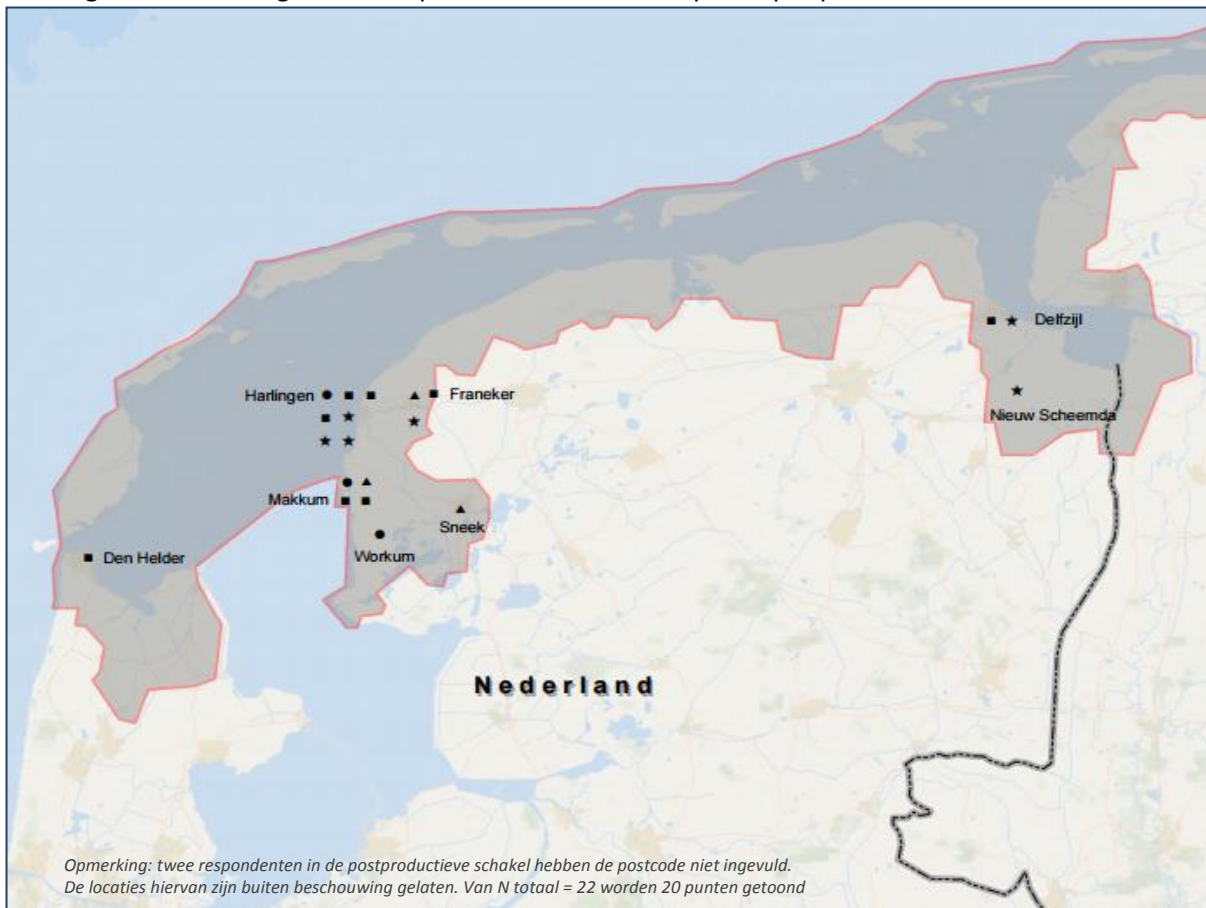 Delfzijl
Harlingen
Franeker
Nieuw Scheemda
Makkum
Sneek
Workum
Den Helder
Nederland
Opmerking: twee respondenten in de postproductieve schakel hebben de postcode niet ingevuld.
De locaties hiervan zijn buiten beschouwing gelaten. Van N totaal = 22 worden 20 punten getoond